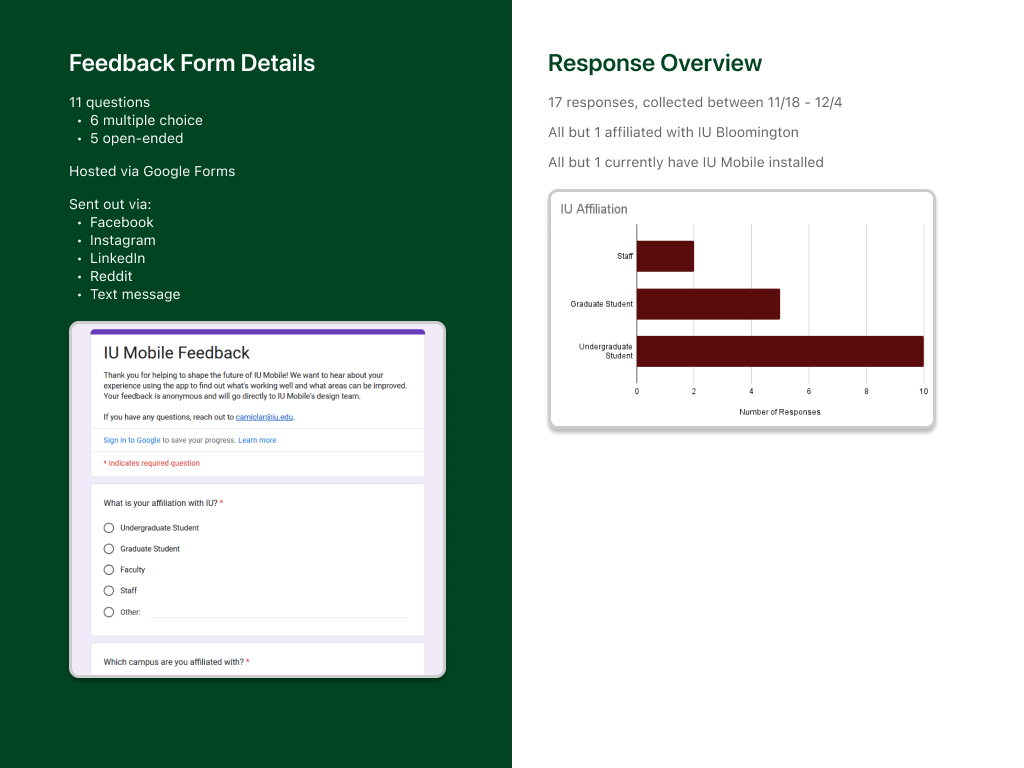 Feedback Form Details
11 questions
• 6 multiple choice
• 5 open-ended
Hosted via Google Forms
Sent out via:
• Facebook
• Instagram
• LinkedIn
• Reddit
• Text message
IU Mobile Feedback
Thank you for helping to shape the future of IU Mobile! We want to hear about your
experience using the app to find out what's working well and what areas can be improved.
Your feedback is anonymous and will go directly to IU Mobile's design team.
If you have any questions, reach out to camiclar@iu.edu.
Sign in to Google to save your progress. Learn more
* Indicates required question
What is your affiliation with IU? *
Undergraduate Student
Graduate Student
Faculty
Staff
Other:
Which campus are you affiliated with? *
Response Overview
17 responses, collected between 11/18 - 12/4
All but 1 affiliated with IU Bloomington
All but 1 currently have IU Mobile installed
IU Affiliation
Staff
Graduate Student
Undergraduate
Student
0 2 4 6 8 10
Number of Responses